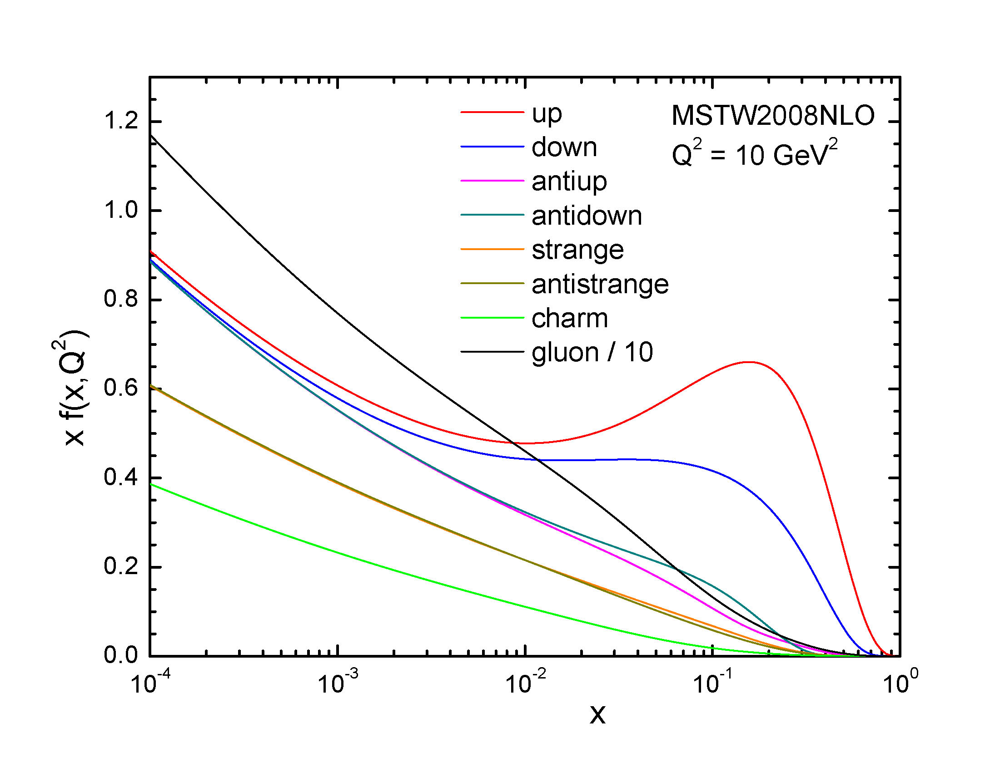 MSTW2008NLO
Q² = 10 GeV²
up
down
antiup
antidown
strange
antistrange
charm
gluon / 10
x f(x,Q²)
1.2
1.0
0.8
0.6
0.4
0.2
0.0
10⁻⁴ 10⁻³ 10⁻² 10⁻¹ 10⁰
x